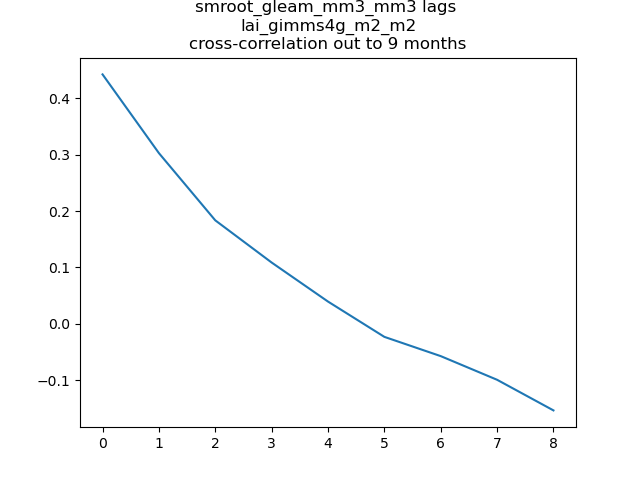 smroot_gleam_mm3_mm3 lags
lai_gimms4g_m2_m2
cross-correlation out to 9 months
0.4
0.3
0.2
0.1
0.0
−0.1
0 1 2 3 4 5 6 7 8